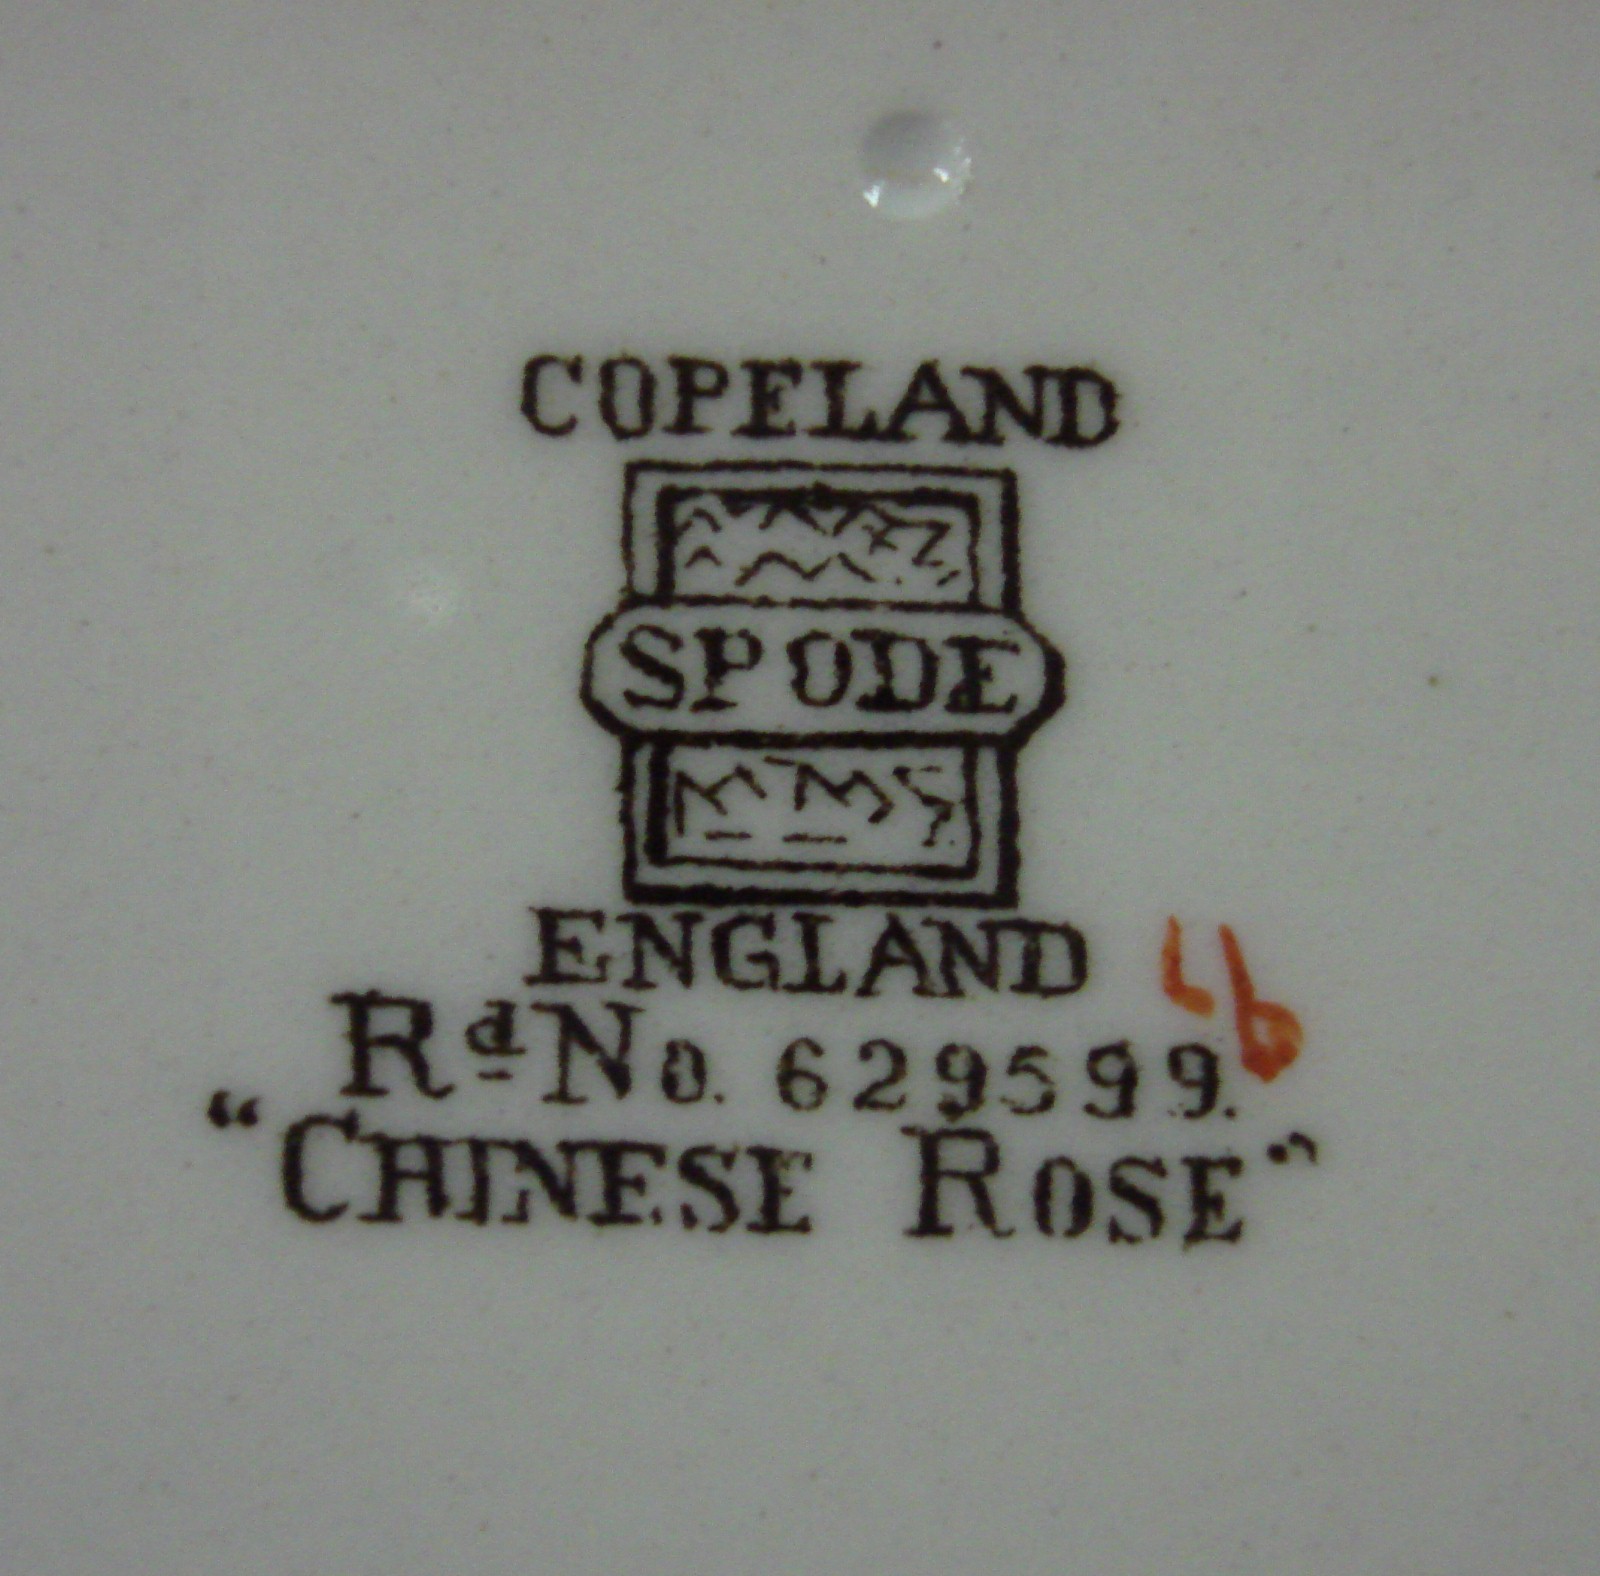 COPELAND
SPODE
ENGLAND
Rd No. 629599.
"CHINESE ROSE"